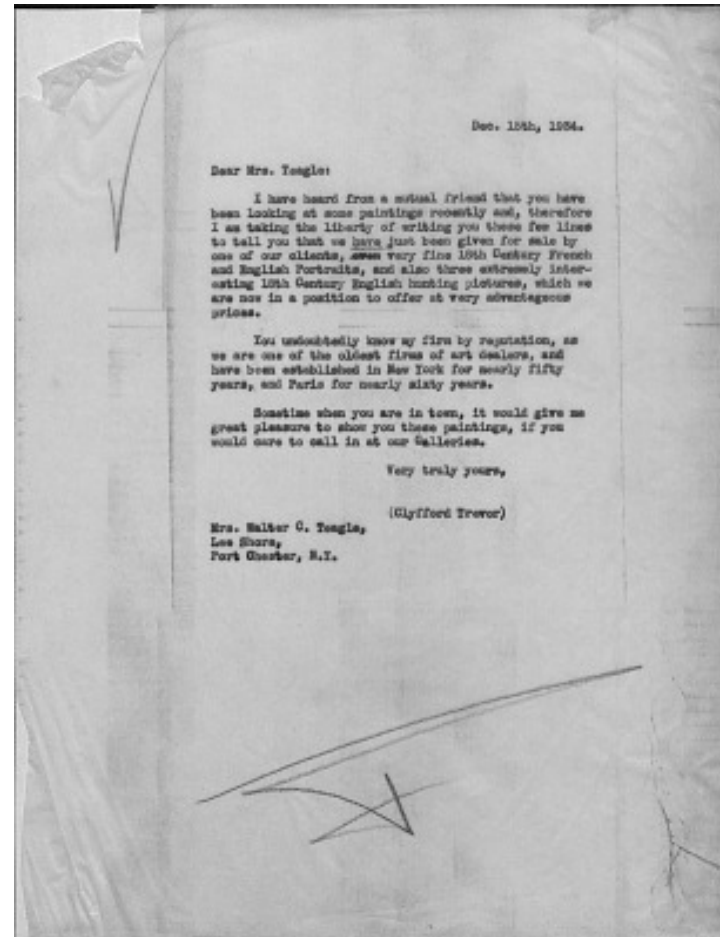 Dec. 15th, 1934.
Dear Mrs. Teagle:
I have heard from a mutual friend that you have
been looking at some paintings recently and, therefore
I am taking the liberty of writing you these few lines
to tell you that we have just been given for sale by
one of our clients, very fine 18th Century French
and English Portraits, and also three extremely inter-
esting 18th Century English hunting pictures, which we
are now in a position to offer at very advantageous
prices.
You undoubtedly know my firm by reputation, as
we are one of the oldest firms of art dealers, and
have been established in New York for nearly fifty
years, and Paris for nearly sixty years.
Sometime when you are in town, it would give me
great pleasure to show you these paintings, if you
would care to call in at our Galleries.
Very truly yours,
(Clyfford Trevor)
Mrs. Walter C. Teagle,
Lee Shore,
Port Chester, N.Y.